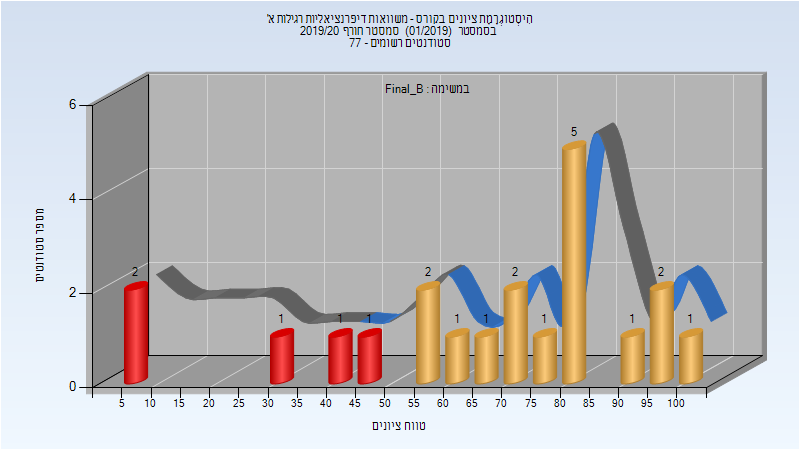 הִיסְטוֹגְרָמַת ציונים בקורס - משוואות דיפרנציאליות רגילות א'
בסמסטר (01/2019) סמסטר חורף 2019/20
סטודנטים רשומים - 77
במשימה : Final_B
מספר סטודנטים
6
4
2
0
2
1
1
1
2
1
1
2
1
5
1
2
1
5 10 15 20 25 30 35 40 45 50 55 60 65 70 75 80 85 90 95 100
טווח ציונים